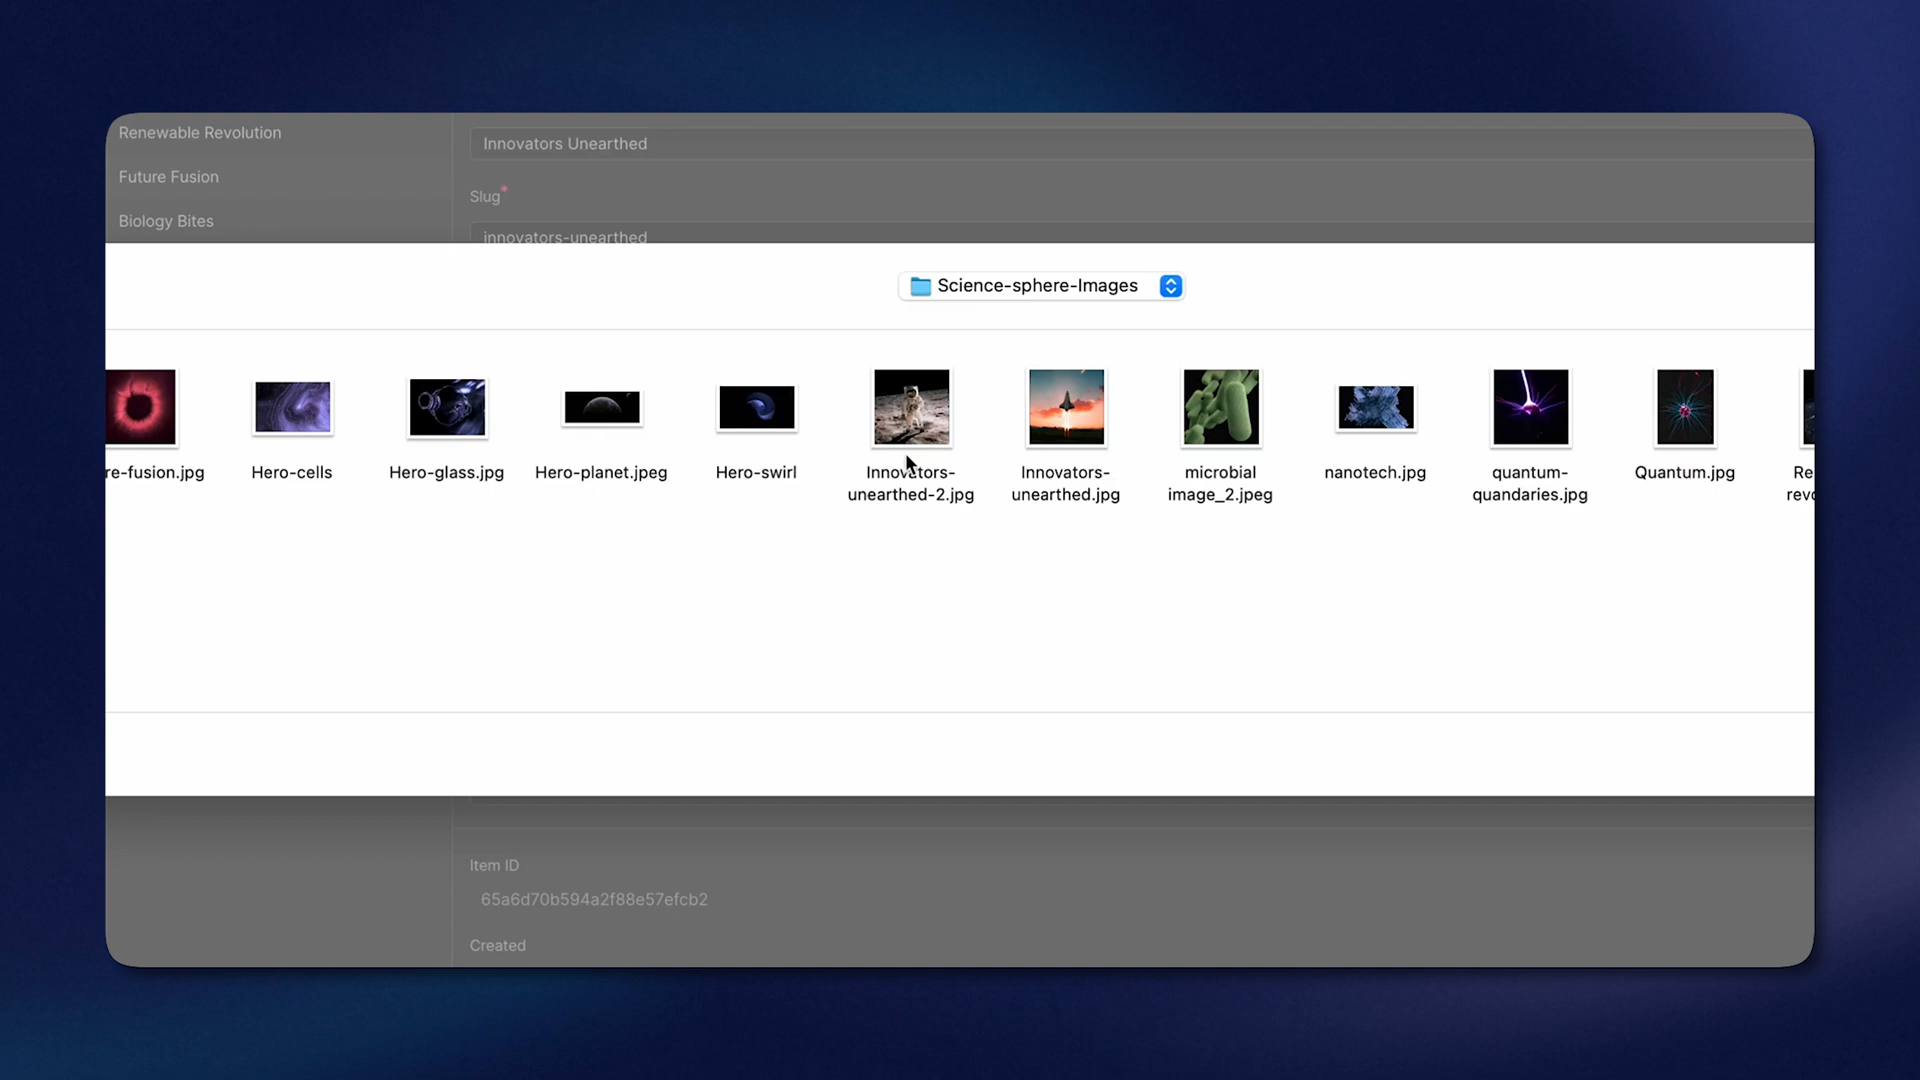 Renewable Revolution
Future Fusion
Biology Bites
Innovators Unearthed
Slug*
innovators-unearthed
Science-sphere-Images
re-fusion.jpg
Hero-cells
Hero-glass.jpg
Hero-planet.jpeg
Hero-swirl
Innovators-
unearthed-2.jpg
Innovators-
unearthed.jpg
microbial
image_2.jpeg
nanotech.jpg
quantum-
quandaries.jpg
Quantum.jpg
Re
revo
Item ID
65a6d70b594a2f88e57efcb2
Created